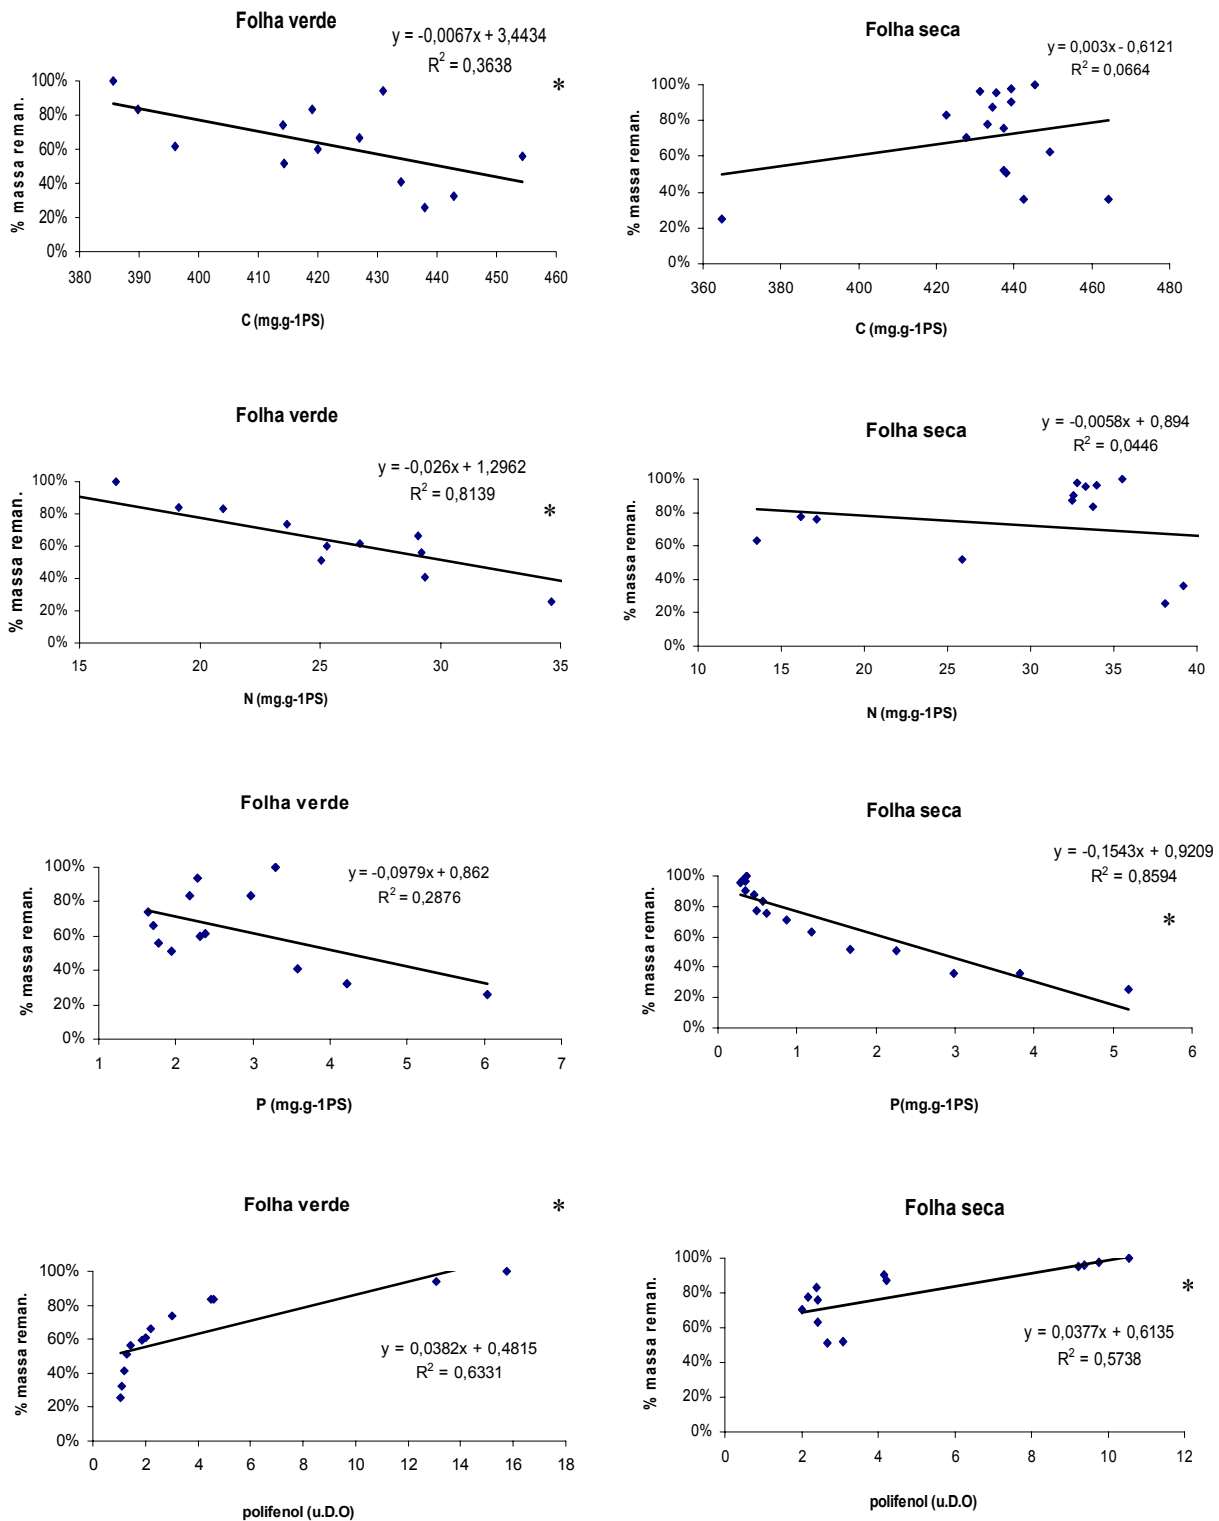 Folha verde
y = -0,0067x + 3,4434
R² = 0,3638
*
% massa reman.
100%
80%
60%
40%
20%
0%
380 390 400 410 420 430 440 450 460
C (mg.g-1PS)
Folha seca
y = 0,003x - 0,6121
R² = 0,0664
% massa reman.
100%
80%
60%
40%
20%
0%
360 380 400 420 440 460 480
C (mg.g-1PS)
Folha verde
y = -0,026x + 1,2962
R² = 0,8139
*
% massa reman.
100%
80%
60%
40%
20%
0%
15 20 25 30 35
N (mg.g-1PS)
Folha seca
y = -0,0058x + 0,894
R² = 0,0446
% massa reman.
100%
80%
60%
40%
20%
0%
10 15 20 25 30 35 40
N (mg.g-1PS)
Folha verde
y = -0,0979x + 0,862
R² = 0,2876
% massa reman.
100%
80%
60%
40%
20%
0%
1 2 3 4 5 6 7
P (mg.g-1PS)
Folha seca
y = -0,1543x + 0,9209
R² = 0,8594
*
% massa reman.
100%
80%
60%
40%
20%
0%
0 1 2 3 4 5 6
P(mg.g-1PS)
Folha verde
*
% massa reman.
100%
80%
60%
40%
20%
0%
y = 0,0382x + 0,4815
R² = 0,6331
0 2 4 6 8 10 12 14 16 18
polifenol (u.D.O)
Folha seca
*
% massa reman.
100%
80%
60%
40%
20%
0%
y = 0,0377x + 0,6135
R² = 0,5738
0 2 4 6 8 10 12
polifenol (u.D.O)